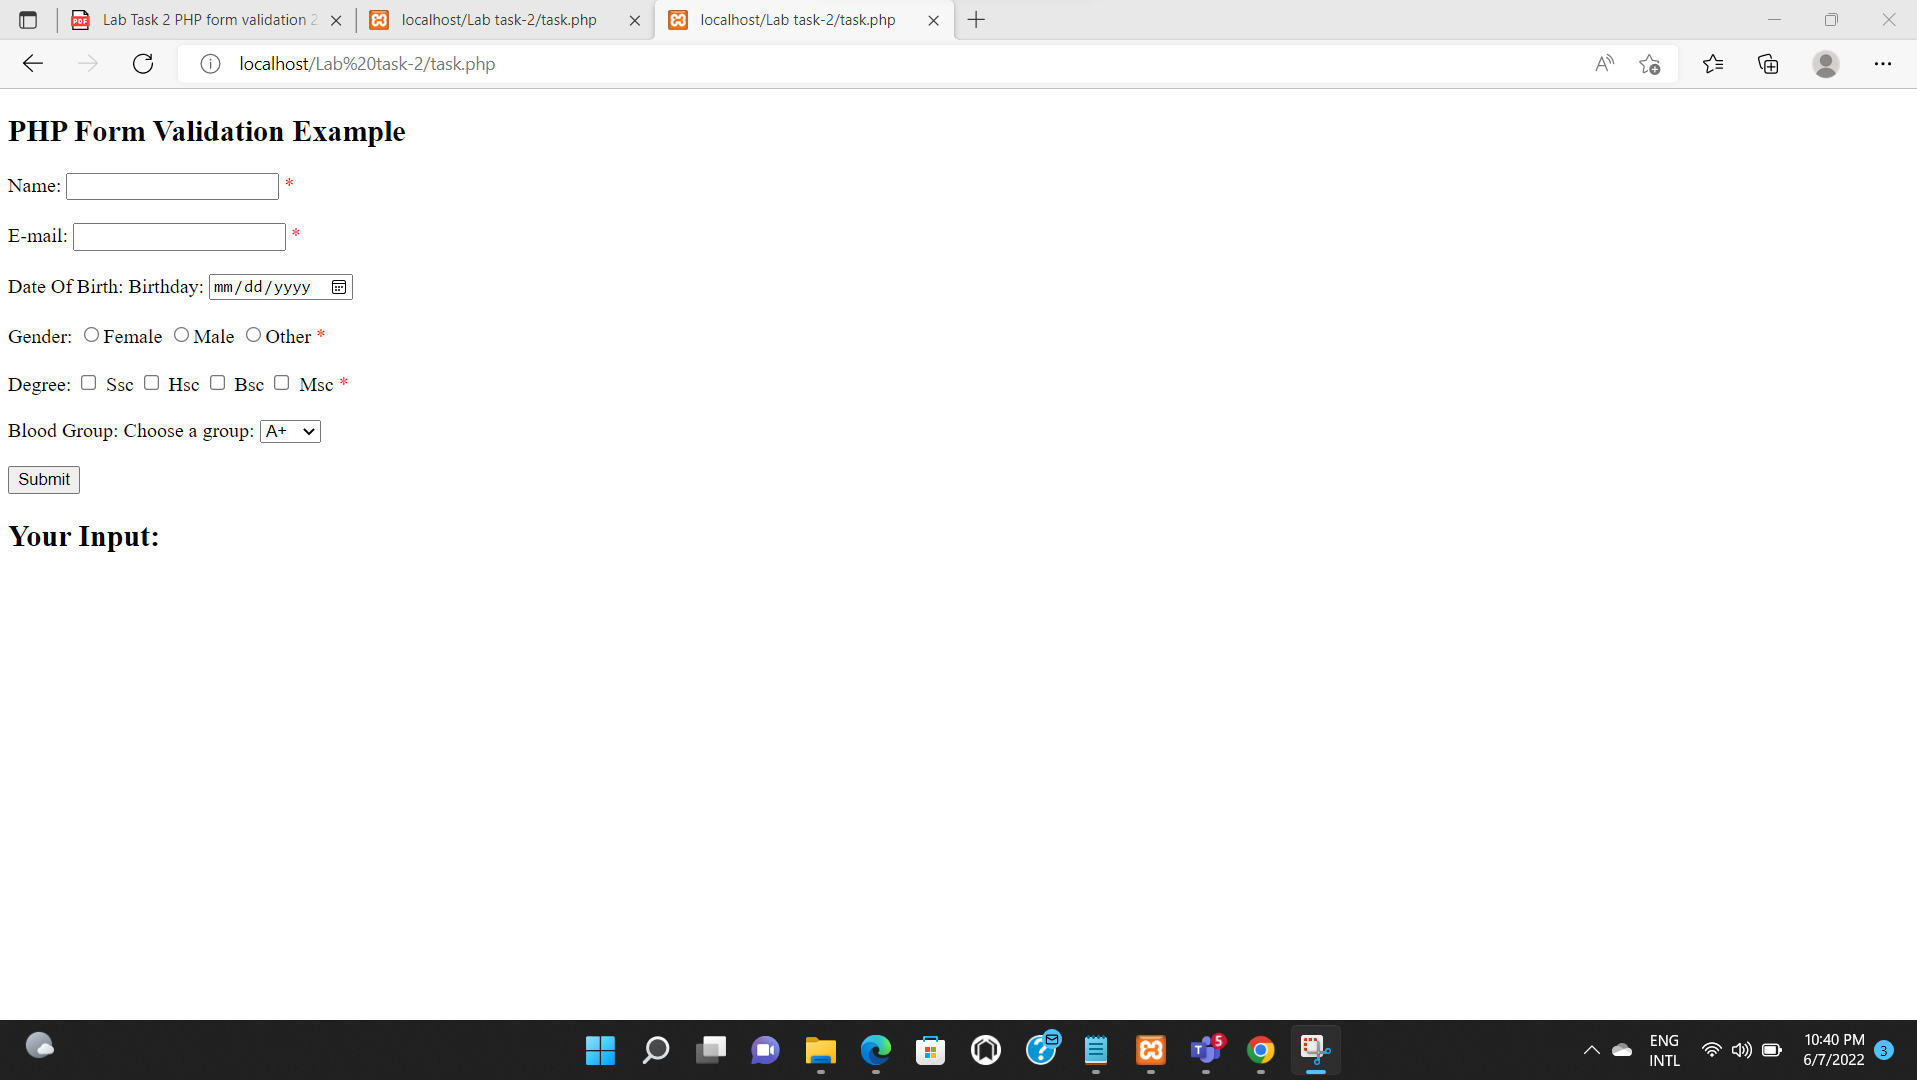 Lab Task 2 PHP form validation 2
localhost/Lab task-2/task.php
localhost/Lab task-2/task.php
localhost/Lab%20task-2/task.php
PHP Form Validation Example
Name: *
E-mail: *
Date Of Birth: Birthday: mm/dd/yyyy
Gender: Female Male Other *
Degree: Ssc Hsc Bsc Msc *
Blood Group: Choose a group: A+
Submit
Your Input:
5
ENG
INTL
10:40 PM
6/7/2022
3